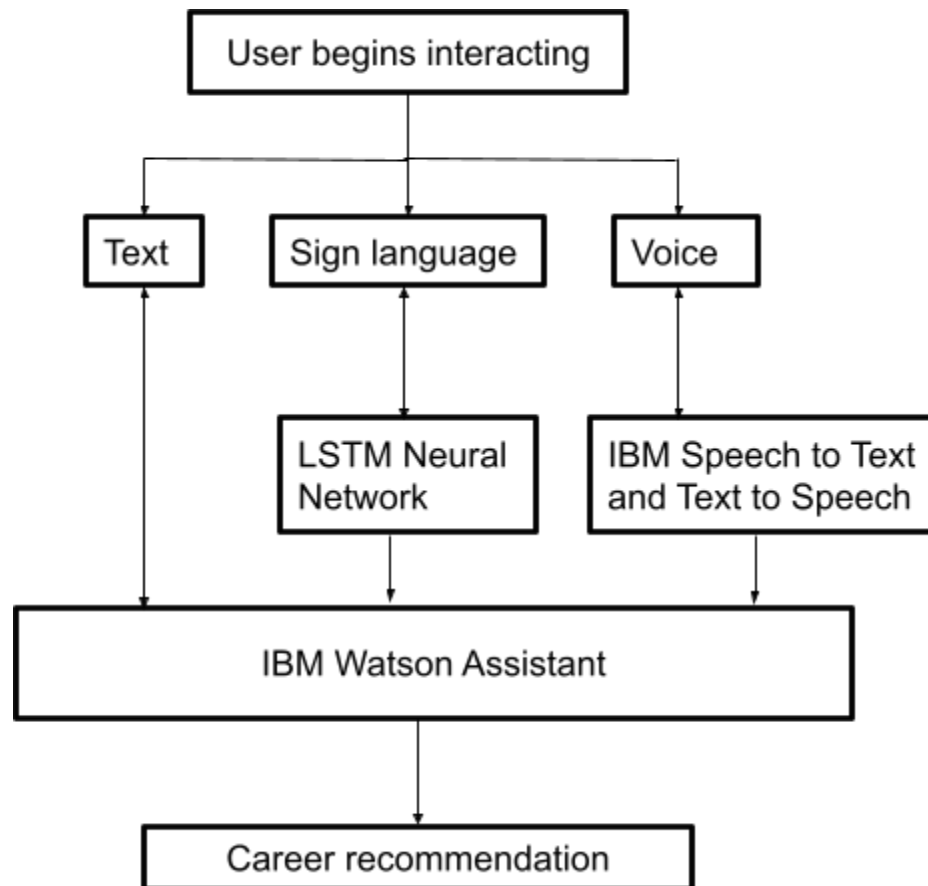 User begins interacting
Text
Sign language
Voice
LSTM Neural
Network
IBM Speech to Text
and Text to Speech
IBM Watson Assistant
Career recommendation